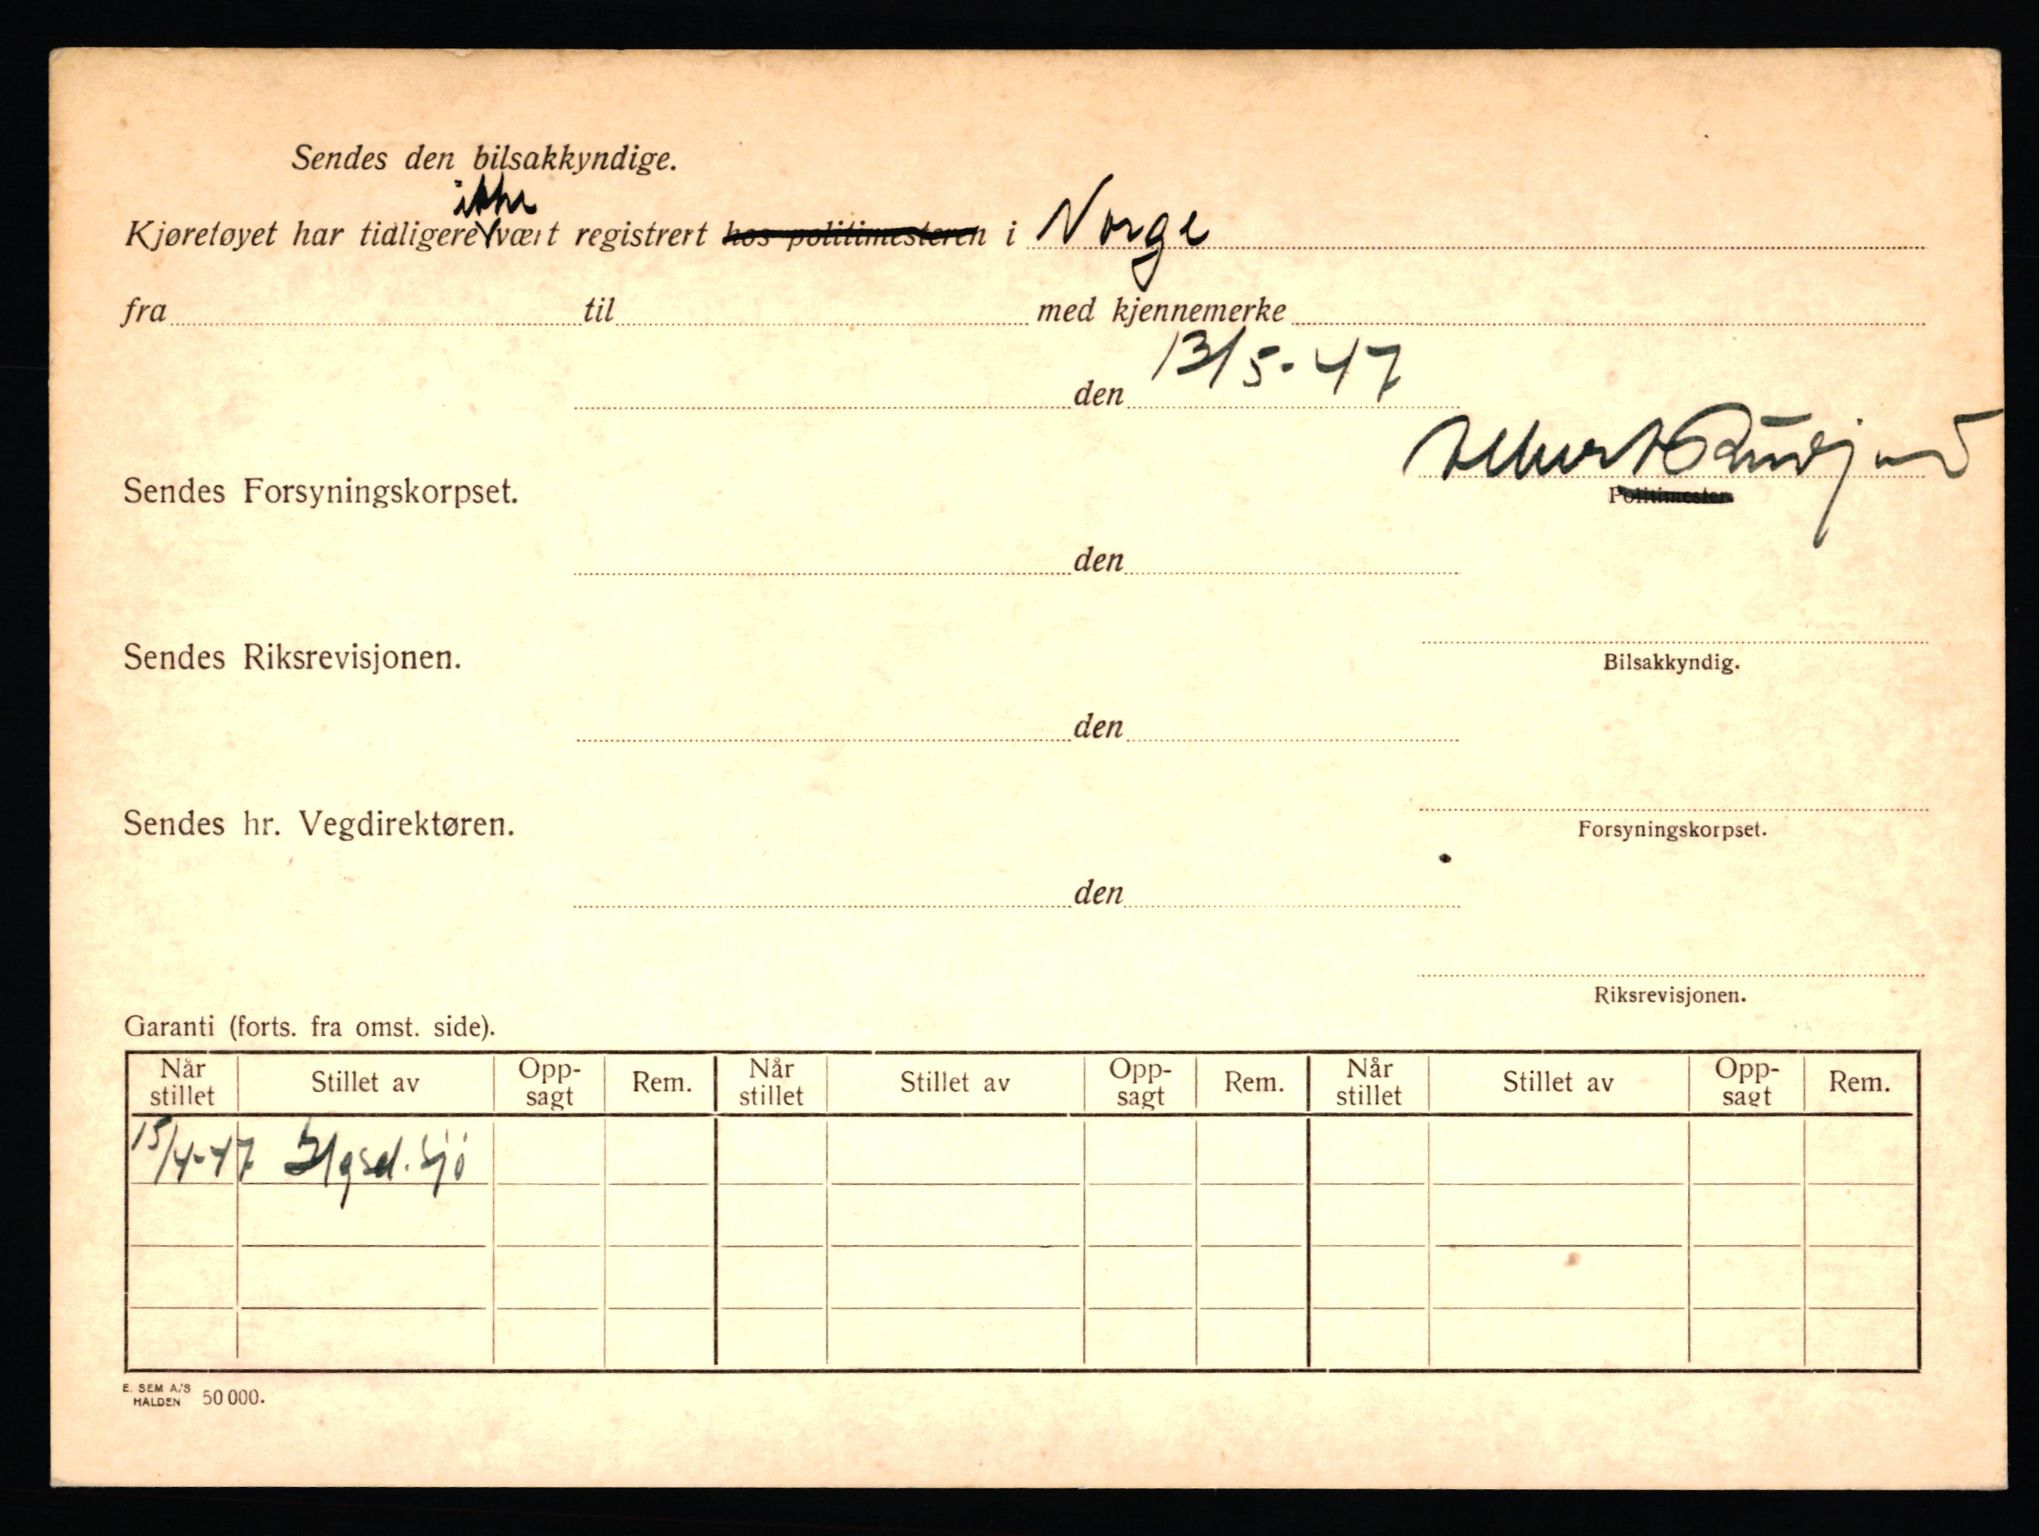 Sendes den bilsakkyndige.
ikke
Kjøretøyet har tidligere vært registrert hos politimesteren i Norge
fra til med kjennemerke
den 13/5-47
Albert
Sendes Forsyningskorpset.
Politimester
den
Sendes Riksrevisjonen.
Bilsakkyndig.
den
Sendes hr. Vegdirektøren.
Forsyningskorpset.
den
Riksrevisjonen.
Garanti (forts. fra omst. side).
Når stillet Stillet av Opp-sagt Rem. Når stillet Stillet av Opp-sagt Rem. Når stillet Stillet av Opp-sagt Rem.
15/4-47 sjö
E. SEM A/S
HALDEN 50 000.